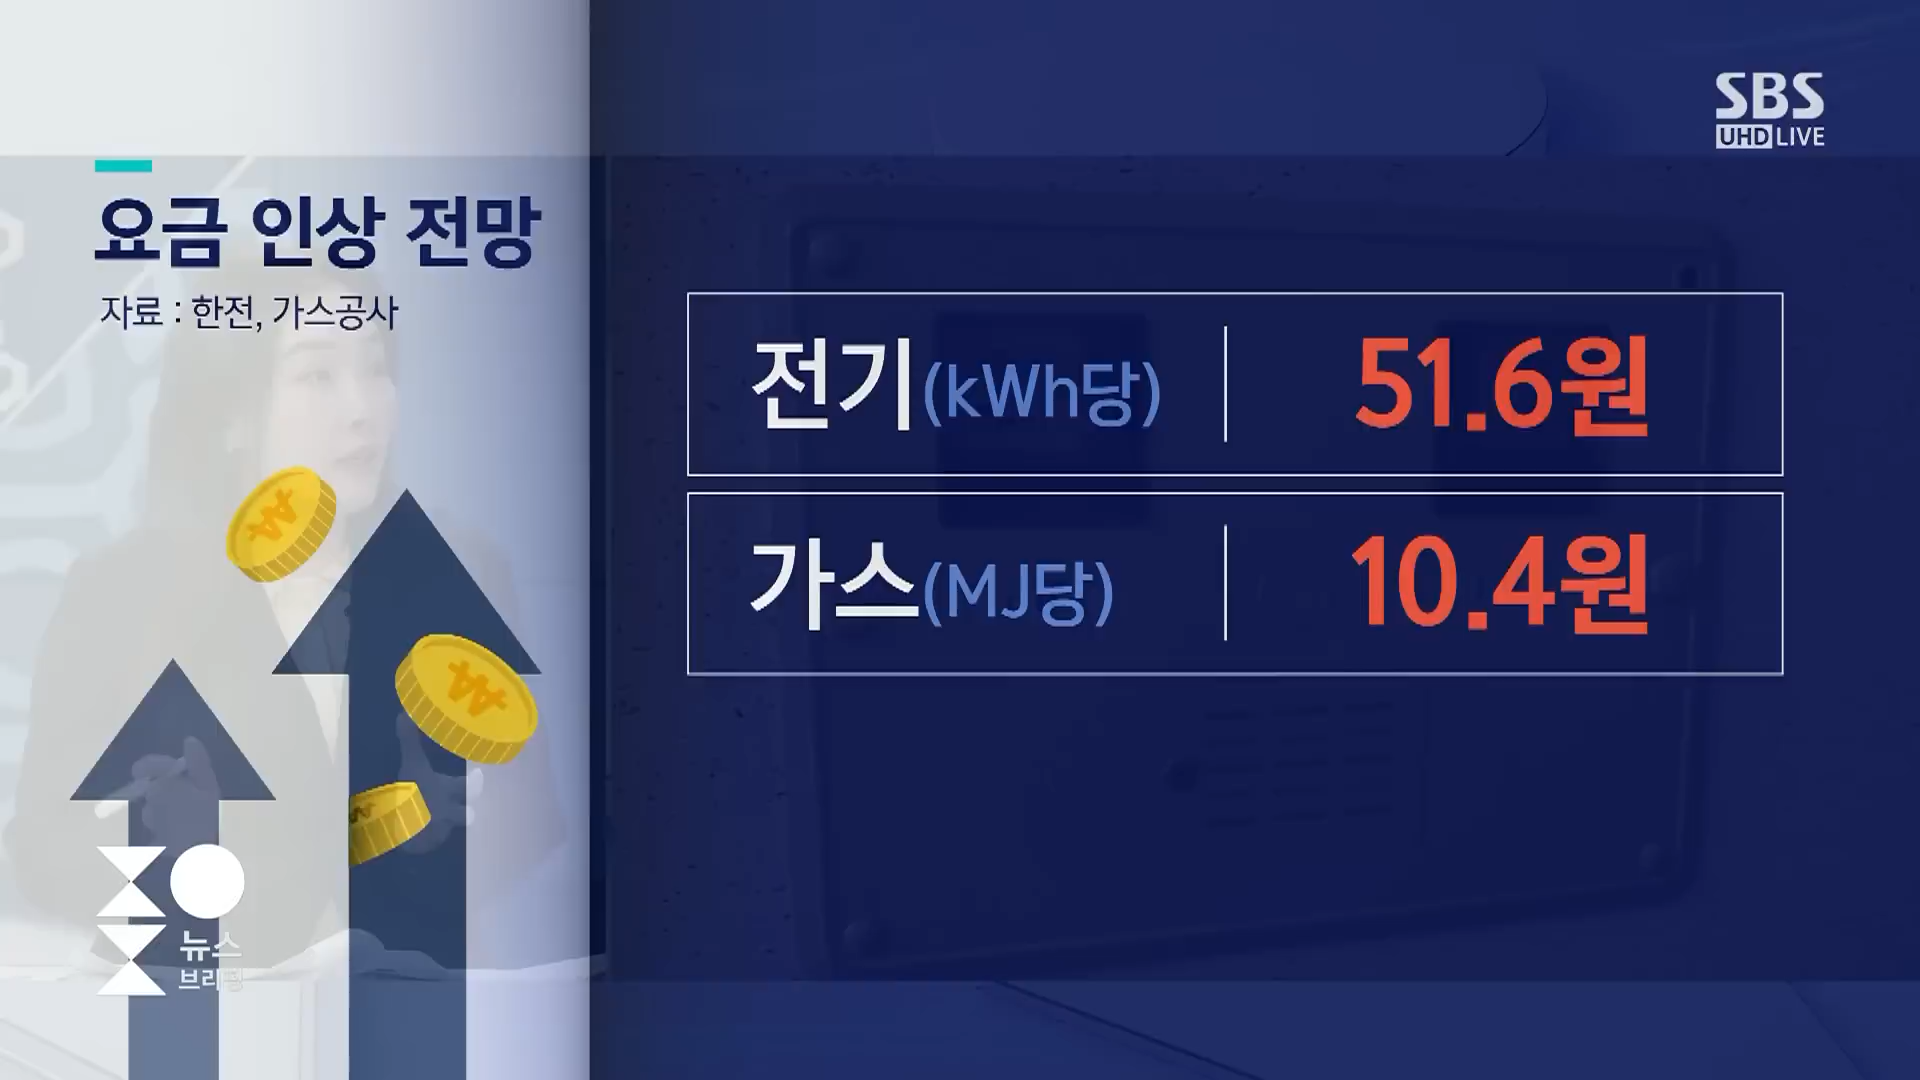 SBS
UHD LIVE
요금 인상 전망
자료 : 한전, 가스공사
전기(kWh당) 51.6원
가스(MJ당) 10.4원
뉴스
브리핑